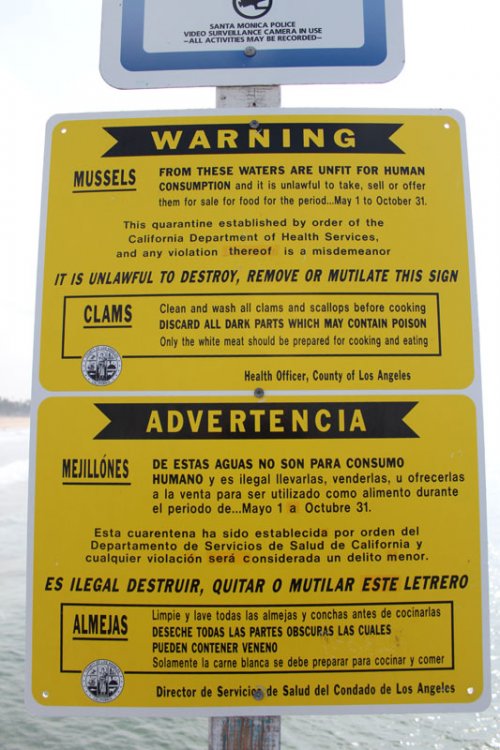 SANTA MONICA POLICE
VIDEO SURVEILLANCE CAMERA IN USE
—ALL ACTIVITIES MAY BE RECORDED—
WARNING
MUSSELS
FROM THESE WATERS ARE UNFIT FOR HUMAN
CONSUMPTION and it is unlawful to take, sell or offer
them for sale for food for the period...May 1 to October 31.
This quarantine established by order of the
California Department of Health Services,
and any violation thereof is a misdemeanor
IT IS UNLAWFUL TO DESTROY, REMOVE OR MUTILATE THIS SIGN
CLAMS
Clean and wash all clams and scallops before cooking
DISCARD ALL DARK PARTS WHICH MAY CONTAIN POISON
Only the white meat should be prepared for cooking and eating
Health Officer, County of Los Angeles
ADVERTENCIA
MEJILLÓNES
DE ESTAS AGUAS NO SON PARA CONSUMO
HUMANO y es ilegal llevarlas, venderlas, u ofrecerlas
a la venta para ser utilizado como alimento durante
el periodo de...Mayo 1 a Octubre 31.
Esta cuarentena ha sido establecida por orden del
Departamento de Servicios de Salud de California y
cualquier violación será considerada un delito menor.
ES ILEGAL DESTRUIR, QUITAR O MUTILAR ESTE LETRERO
ALMEJAS
Limpie y lave todas las almejas y conchas antes de cocinarlas
DESECHE TODAS LAS PARTES OBSCURAS LAS CUALES
PUEDEN CONTENER VENENO
Solamente la carne blanca se debe preparar para cocinar y comer
Director de Servicios de Salud del Condado de Los Angeles